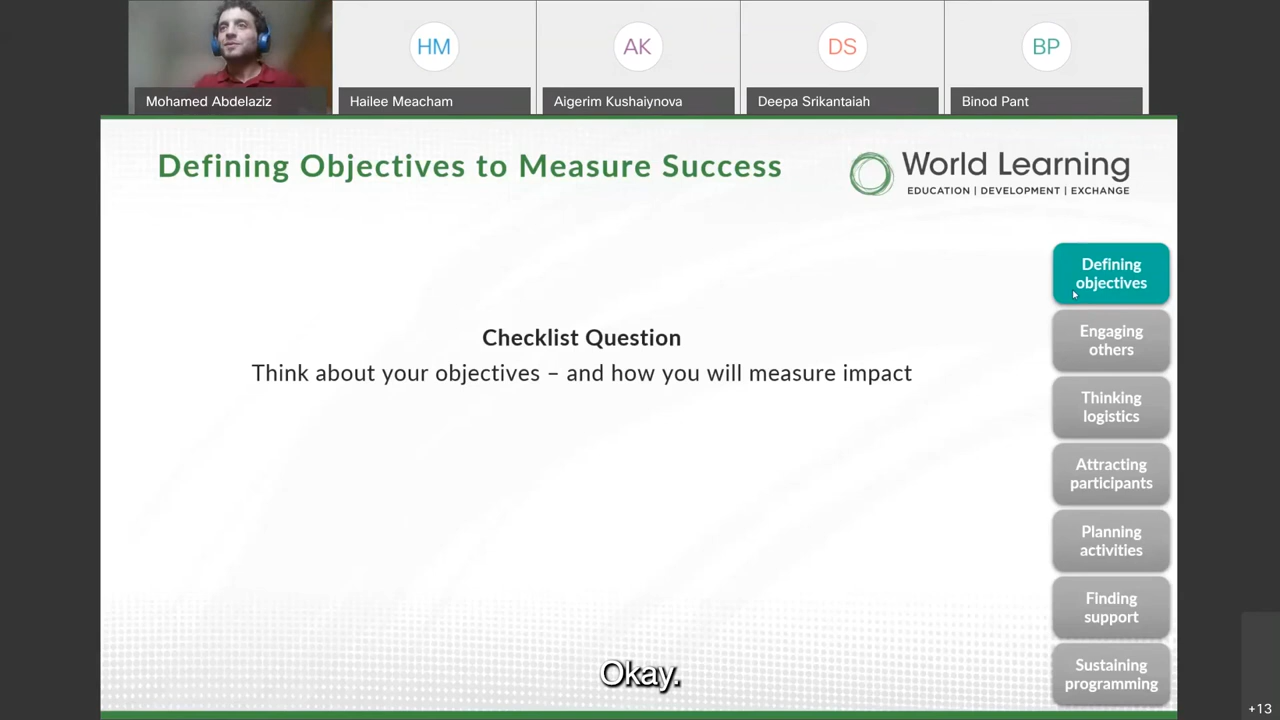 HM
AK
DS
BP
Mohamed Abdelaziz
Hailee Meacham
Aigerim Kushaiynova
Deepa Srikantaiah
Binod Pant
Defining Objectives to Measure Success
World Learning
EDUCATION | DEVELOPMENT | EXCHANGE
Defining
objectives
Checklist Question
Think about your objectives – and how you will measure impact
Engaging
others
Thinking
logistics
Attracting
participants
Planning
activities
Finding
support
Sustaining
programming
Okay.
+13